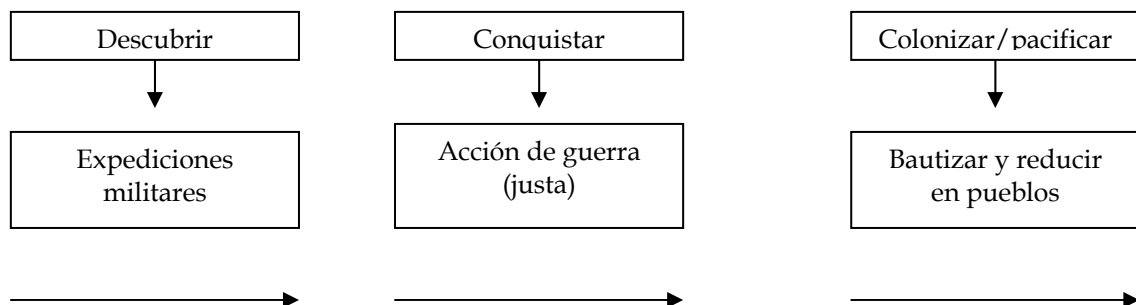 Descubrir
Conquistar
Colonizar/pacificar
Expediciones
militares
Acción de guerra
(justa)
Bautizar y reducir
en pueblos